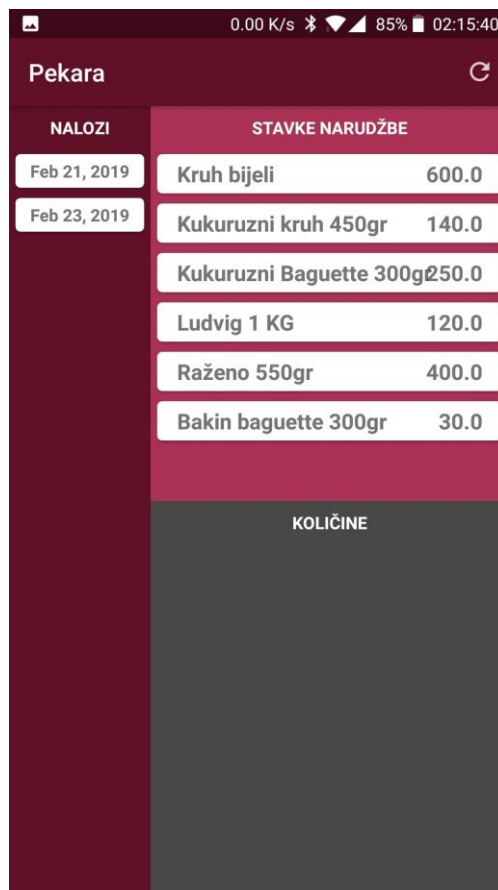 0.00 K/s 85% 02:15:40
Pekara
NALOZI
Feb 21, 2019
Feb 23, 2019
STAVKE NARUDŽBE
Kruh bijeli 600.0
Kukuruzni kruh 450gr 140.0
Kukuruzni Baguette 300gr 250.0
Ludvig 1 KG 120.0
Raženo 550gr 400.0
Bakin baguette 300gr 30.0
KOLIČINE